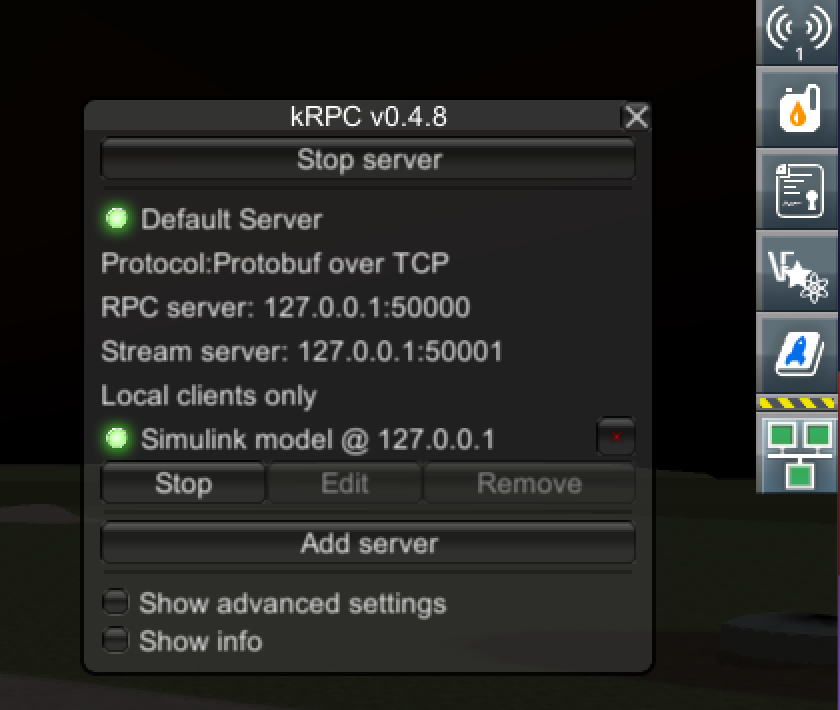 1
kRPC v0.4.8
Stop server
Default Server
Protocol:Protobuf over TCP
RPC server: 127.0.0.1:50000
Stream server: 127.0.0.1:50001
Local clients only
Simulink model @ 127.0.0.1
Stop Edit Remove
Add server
Show advanced settings
Show info